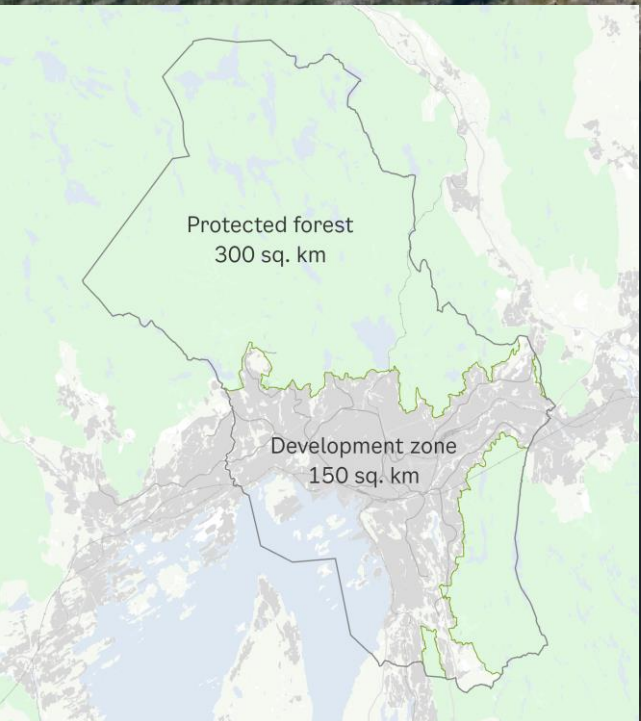 Protected forest
300 sq. km
Development zone
150 sq. km